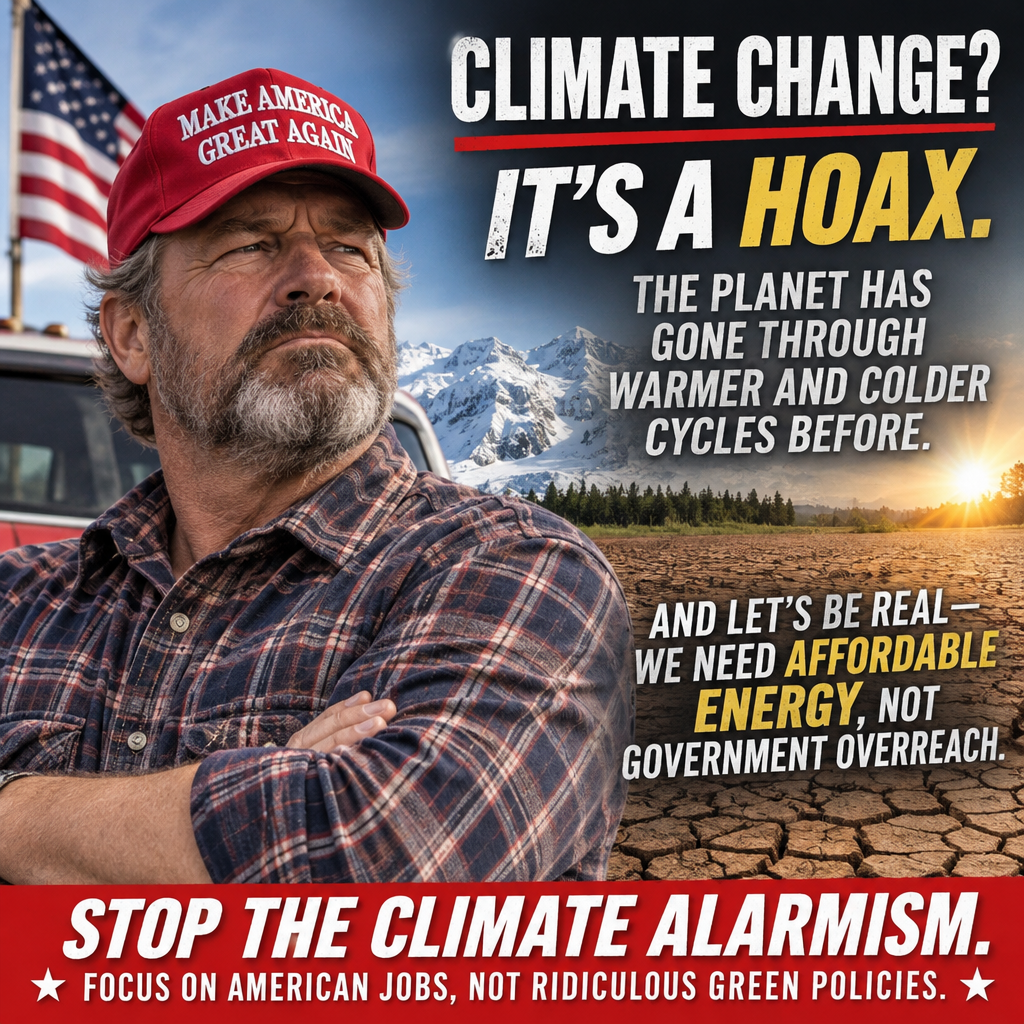 MAKE AMERICA
GREAT AGAIN
CLIMATE CHANGE?
IT'S A HOAX.
THE PLANET HAS
GONE THROUGH
WARMER AND COLDER
CYCLES BEFORE.
AND LET'S BE REAL—
WE NEED AFFORDABLE
ENERGY, NOT
GOVERNMENT OVERREACH.
STOP THE CLIMATE ALARMISM.
★ FOCUS ON AMERICAN JOBS, NOT RIDICULOUS GREEN POLICIES. ★